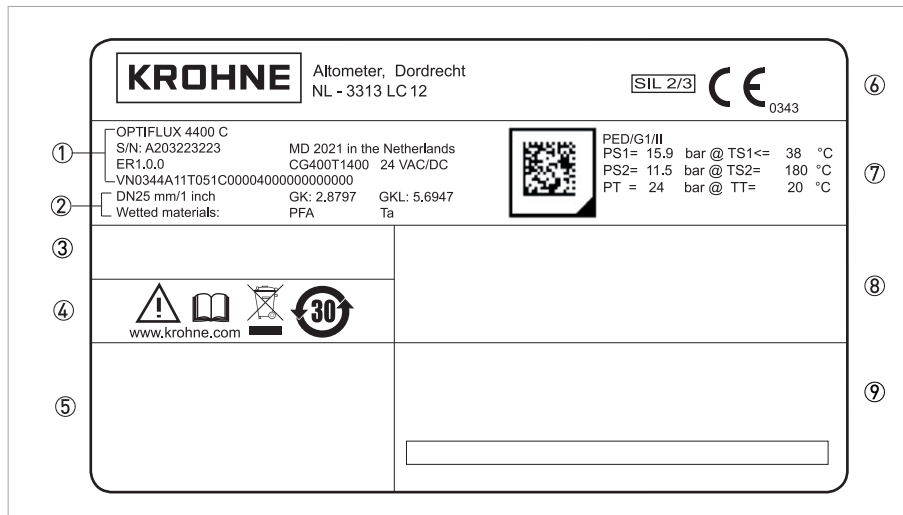 KROHNE
Altometer, Dordrecht
NL - 3313 LC 12
SIL 2/3
CE
0343
⑥
①
OPTIFLUX 4400 C
S/N: A203223223 MD 2021 in the Netherlands
ER1.0.0 CG400T1400 24 VAC/DC
VN0344A11T051C00004000000000000
PED/G1/II
PS1= 15.9 bar @ TS1<= 38 °C
PS2= 11.5 bar @ TS2= 180 °C
PT = 24 bar @ TT= 20 °C
⑦
②
DN25 mm/1 inch GK: 2.8797 GKL: 5.6947
Wetted materials: PFA Ta
③
④
30
www.krohne.com
⑧
⑤
⑨